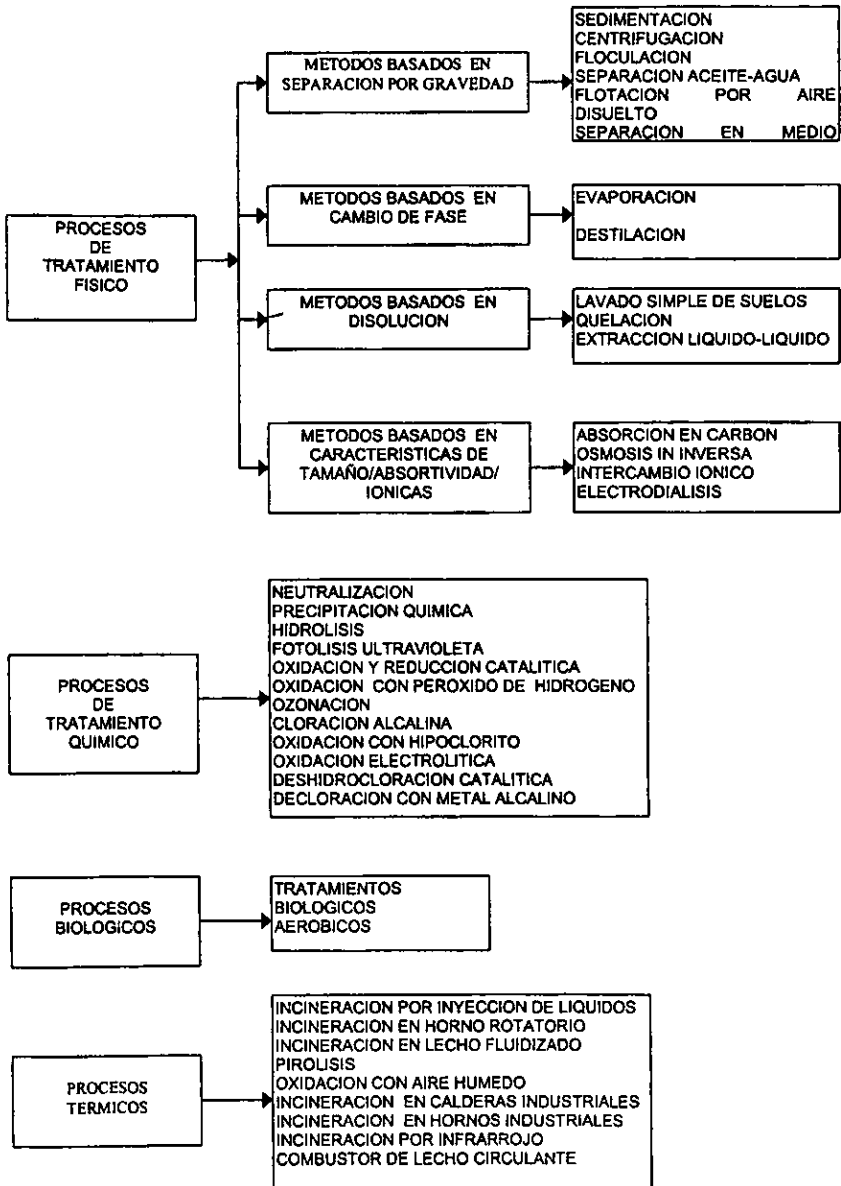 METODOS BASADOS EN
SEPARACION POR GRAVEDAD
SEDIMENTACION
CENTRIFUGACION
FLOCULACION
SEPARACION ACEITE-AGUA
FLOTACION POR AIRE
DISUELTO
SEPARACION EN MEDIO
PROCESOS
DE
TRATAMIENTO
FISICO
METODOS BASADOS EN
CAMBIO DE FASE
EVAPORACION
DESTILACION
METODOS BASADOS EN
DISOLUCION
LAVADO SIMPLE DE SUELOS
QUELACION
EXTRACCION LIQUIDO-LIQUIDO
METODOS BASADOS EN
CARACTERISTICAS DE
TAMAÑO/ABSORTIVIDAD/
IONICAS
ABSORCION EN CARBON
OSMOSIS IN INVERSA
INTERCAMBIO IONICO
ELECTRODIALISIS
PROCESOS
DE
TRATAMIENTO
QUIMICO
NEUTRALIZACION
PRECIPITACION QUIMICA
HIDROLISIS
FOTOLISIS ULTRAVIOLETA
OXIDACION Y REDUCCION CATALITICA
OXIDACION CON PEROXIDO DE HIDROGENO
OZONACION
CLORACION ALCALINA
OXIDACION CON HIPOCLORITO
OXIDACION ELECTROLITICA
DESHIDROCLORACION CATALITICA
DECLORACION CON METAL ALCALINO
PROCESOS
BIOLOGICOS
TRATAMIENTOS
BIOLOGICOS
AEROBICOS
PROCESOS
TERMICOS
INCINERACION POR INYECCION DE LIQUIDOS
INCINERACION EN HORNO ROTATORIO
INCINERACION EN LECHO FLUIDIZADO
PIROLISIS
OXIDACION CON AIRE HUMEDO
INCINERACION EN CALDERAS INDUSTRIALES
INCINERACION EN HORNOS INDUSTRIALES
INCINERACION POR INFRARROJO
COMBUSTOR DE LECHO CIRCULANTE